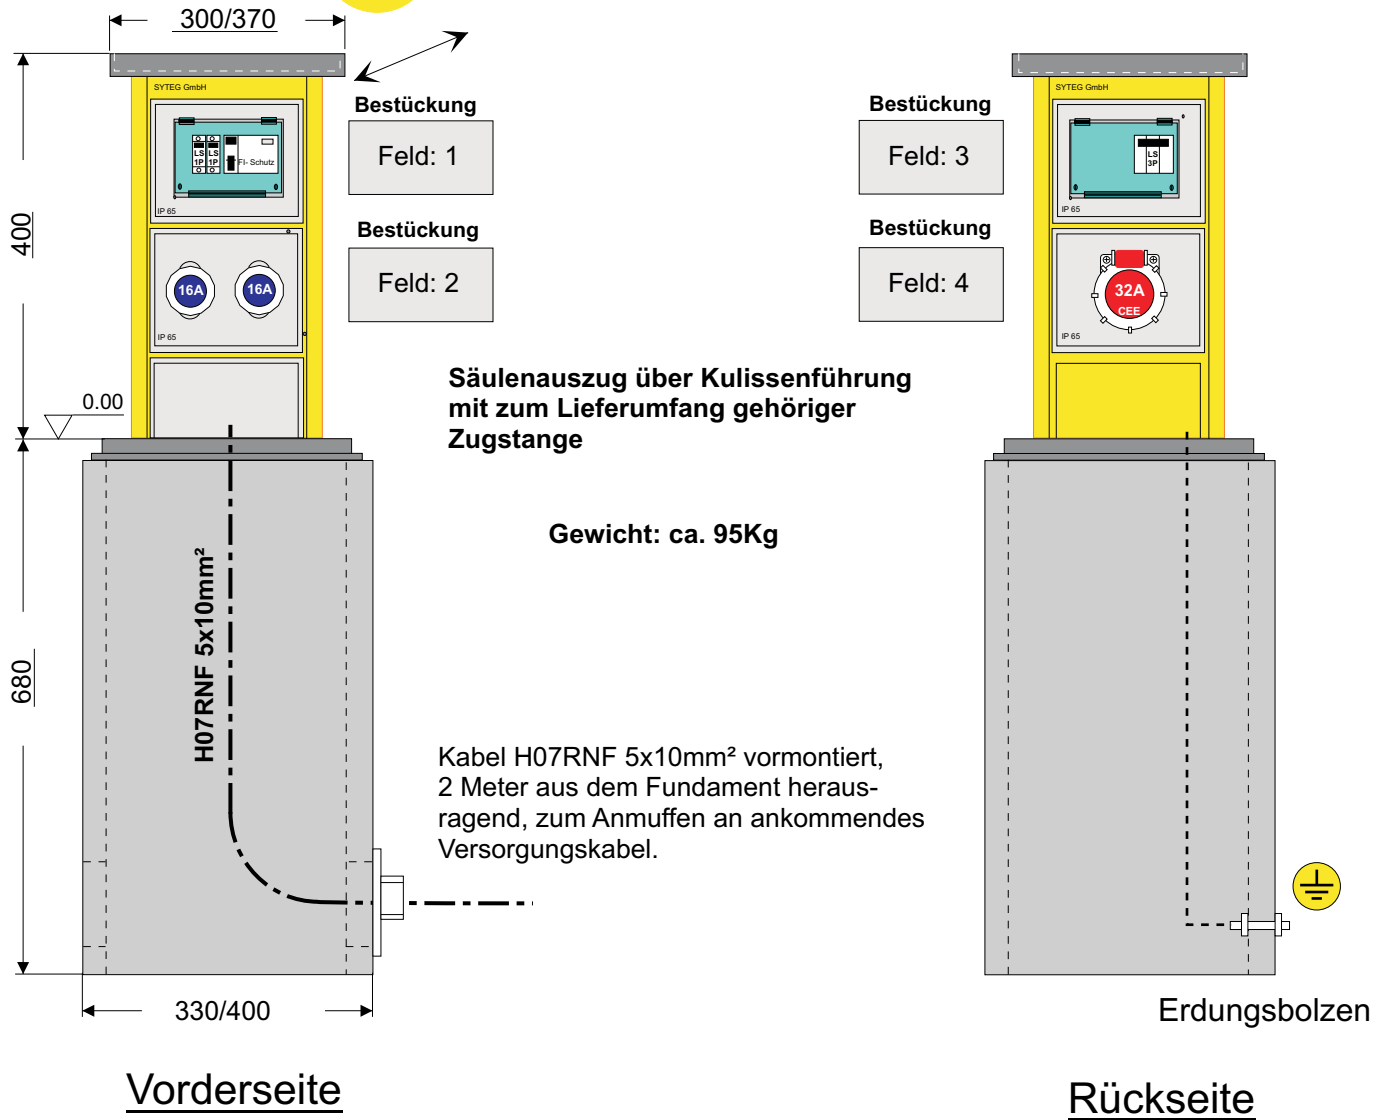 300/370
SYTEG GmbH
LS 1P
LS 1P
FI- Schutz
IP 65
16A
16A
IP 65
Bestückung
Feld: 1
Bestückung
Feld: 2
400
0.00
680
H07RNF 5x10mm²
330/400
Vorderseite
Säulenauszug über Kulissenführung
mit zum Lieferumfang gehöriger
Zugstange
Gewicht: ca. 95Kg
Kabel H07RNF 5x10mm² vormontiert,
2 Meter aus dem Fundament heraus-
ragend, zum Anmuffen an ankommendes
Versorgungskabel.
Bestückung
Feld: 3
Bestückung
Feld: 4
SYTEG GmbH
LS
3P
IP 65
32A
CEE
IP 65
Erdungsbolzen
Rückseite